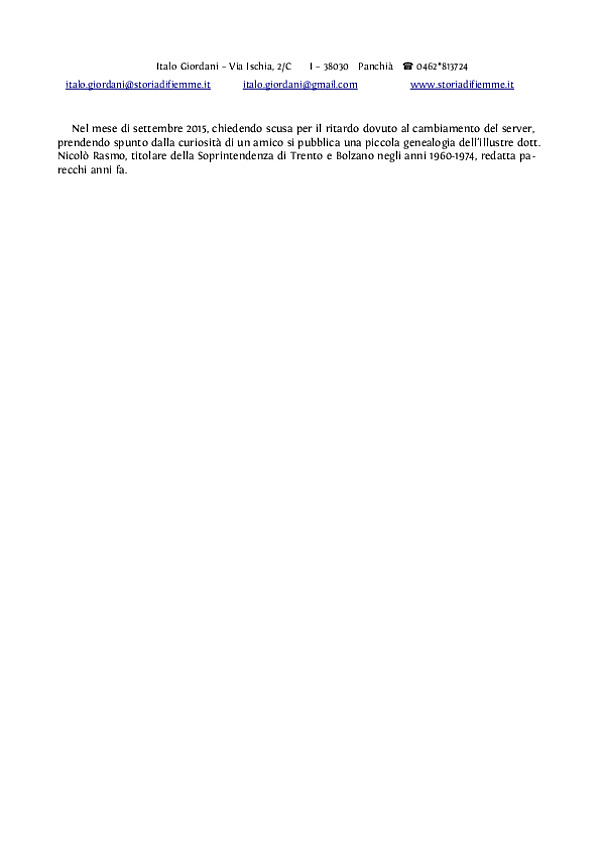 Italo Giordani – Via Ischia, 2/C I – 38030 Panchià ☎ 0462*813724
italo.giordani@storiadifiemme.it italo.giordani@gmail.com www.storiadifiemme.it
Nel mese di settembre 2015, chiedendo scusa per il ritardo dovuto al cambiamento del server,
prendendo spunto dalla curiosità di un amico si pubblica una piccola genealogia dell'illustre dott.
Nicolò Rasmo, titolare della Soprintendenza di Trento e Bolzano negli anni 1960-1974, redatta pa-
recchi anni fa.